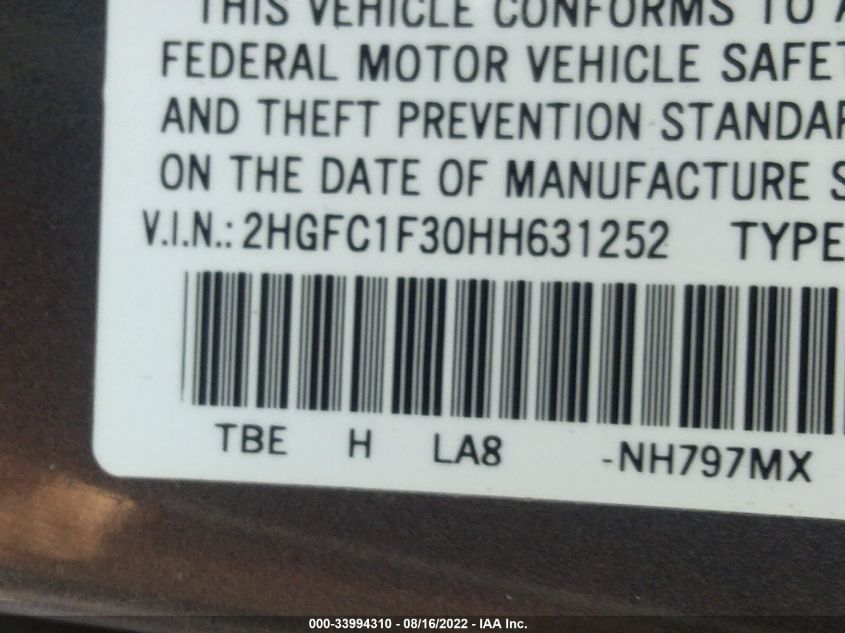 THIS VEHICLE CONFORMS TO
FEDERAL MOTOR VEHICLE SAFET
AND THEFT PREVENTION STANDAR
ON THE DATE OF MANUFACTURE S
V.I.N.: 2HGFC1F30HH631252 TYPE
TBE H LA8 -NH797MX
000-33994310 - 08/16/2022 - IAA Inc.